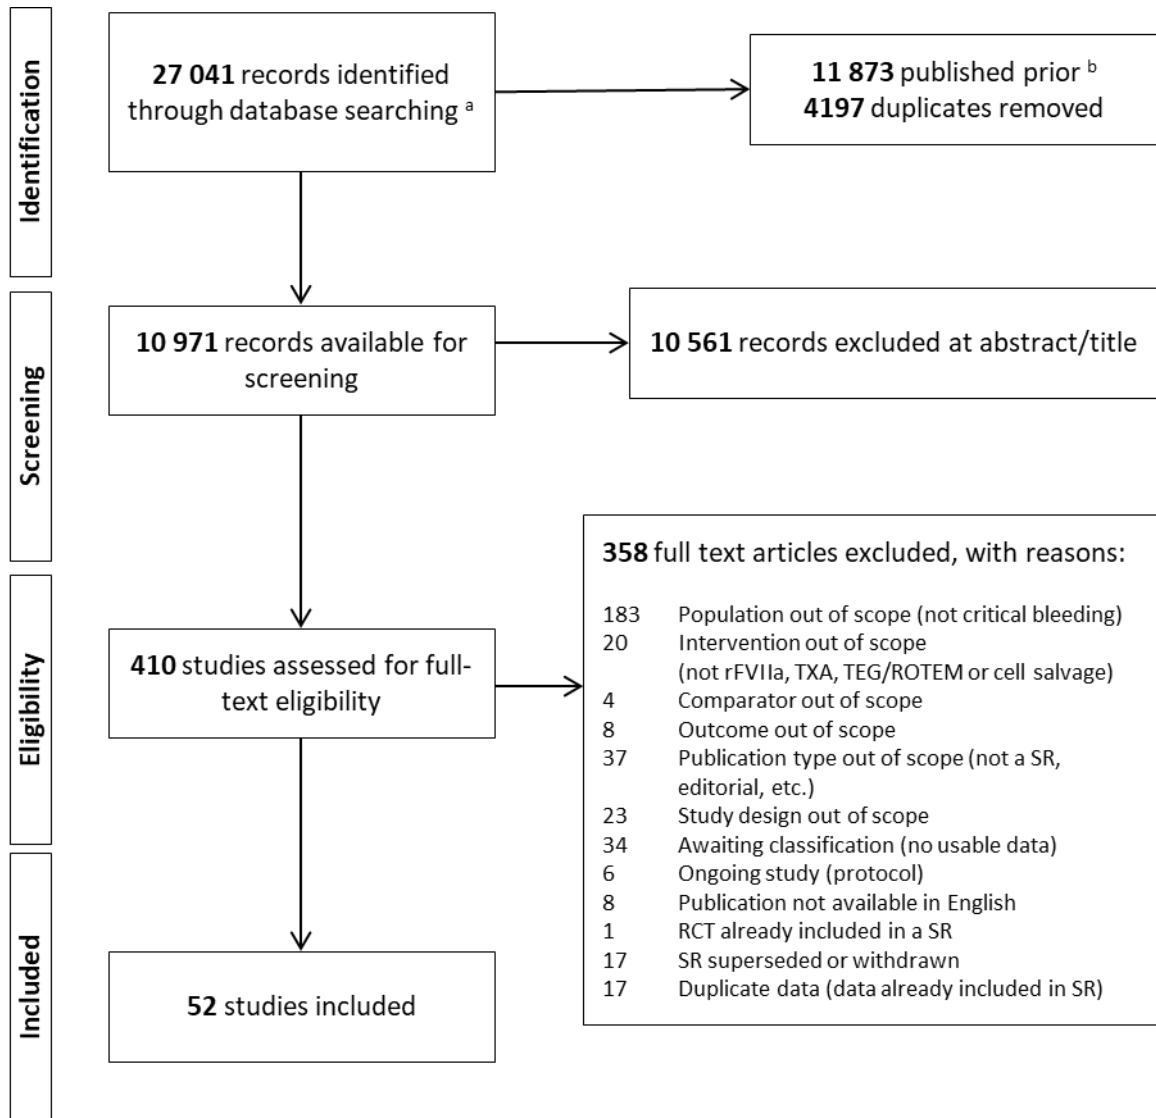 Identification
27 041 records identified
through database searching a
11 873 published prior b
4197 duplicates removed
Screening
10 971 records available for
screening
10 561 records excluded at abstract/title
Eligibility
410 studies assessed for full-
text eligibility
358 full text articles excluded, with reasons:
183 Population out of scope (not critical bleeding)
20 Intervention out of scope
(not rFVIIa, TXA, TEG/ROTEM or cell salvage)
4 Comparator out of scope
8 Outcome out of scope
37 Publication type out of scope (not a SR,
editorial, etc.)
23 Study design out of scope
34 Awaiting classification (no usable data)
6 Ongoing study (protocol)
8 Publication not available in English
1 RCT already included in a SR
17 SR superseded or withdrawn
17 Duplicate data (data already included in SR)
Included
52 studies included